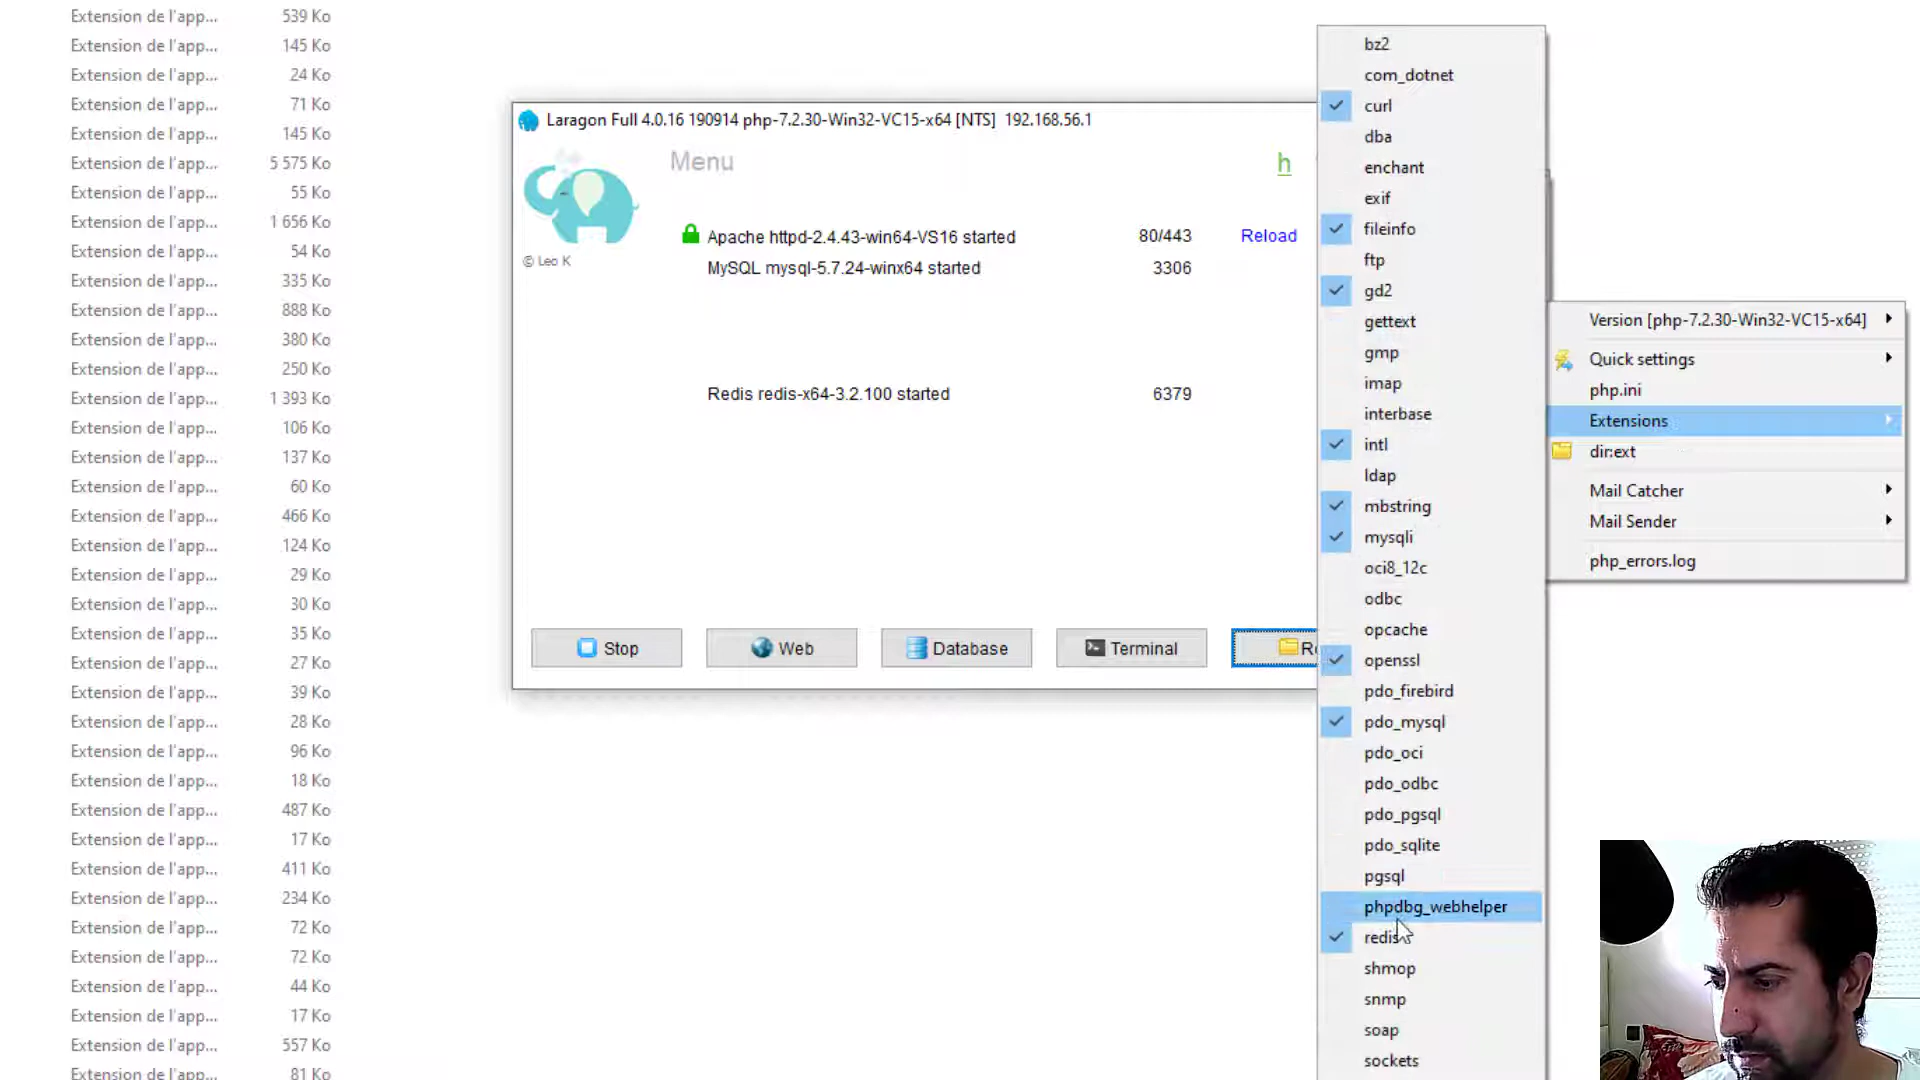 Extension de l'app... 539 Ko
Extension de l'app... 145 Ko
Extension de l'app... 24 Ko
Extension de l'app... 71 Ko
Extension de l'app... 145 Ko
Extension de l'app... 5 575 Ko
Extension de l'app... 55 Ko
Extension de l'app... 1 656 Ko
Extension de l'app... 54 Ko
Extension de l'app... 335 Ko
Extension de l'app... 888 Ko
Extension de l'app... 380 Ko
Extension de l'app... 250 Ko
Extension de l'app... 1 393 Ko
Extension de l'app... 106 Ko
Extension de l'app... 137 Ko
Extension de l'app... 60 Ko
Extension de l'app... 466 Ko
Extension de l'app... 124 Ko
Extension de l'app... 29 Ko
Extension de l'app... 30 Ko
Extension de l'app... 35 Ko
Extension de l'app... 27 Ko
Extension de l'app... 39 Ko
Extension de l'app... 28 Ko
Extension de l'app... 96 Ko
Extension de l'app... 18 Ko
Extension de l'app... 487 Ko
Extension de l'app... 17 Ko
Extension de l'app... 411 Ko
Extension de l'app... 234 Ko
Extension de l'app... 72 Ko
Extension de l'app... 72 Ko
Extension de l'app... 44 Ko
Extension de l'app... 17 Ko
Extension de l'app... 557 Ko
Extension de l'app... 81 Ko
Laragon Full 4.0.16 190914 php-7.2.30-Win32-VC15-x64 [NTS] 192.168.56.1
Menu
h
© Leo K
Apache httpd-2.4.43-win64-VS16 started 80/443 Reload
MySQL mysql-5.7.24-winx64 started 3306
Redis redis-x64-3.2.100 started 6379
Stop
Web
Database
Terminal
bz2
com_dotnet
curl
dba
enchant
exif
fileinfo
ftp
gd2
gettext
gmp
imap
interbase
intl
ldap
mbstring
mysqli
oci8_12c
odbc
opcache
openssl
pdo_firebird
pdo_mysql
pdo_oci
pdo_odbc
pdo_pgsql
pdo_sqlite
pgsql
phpdbg_webhelper
redis
shmop
snmp
soap
sockets
Version [php-7.2.30-Win32-VC15-x64]
Quick settings
php.ini
Extensions
dir:ext
Mail Catcher
Mail Sender
php_errors.log